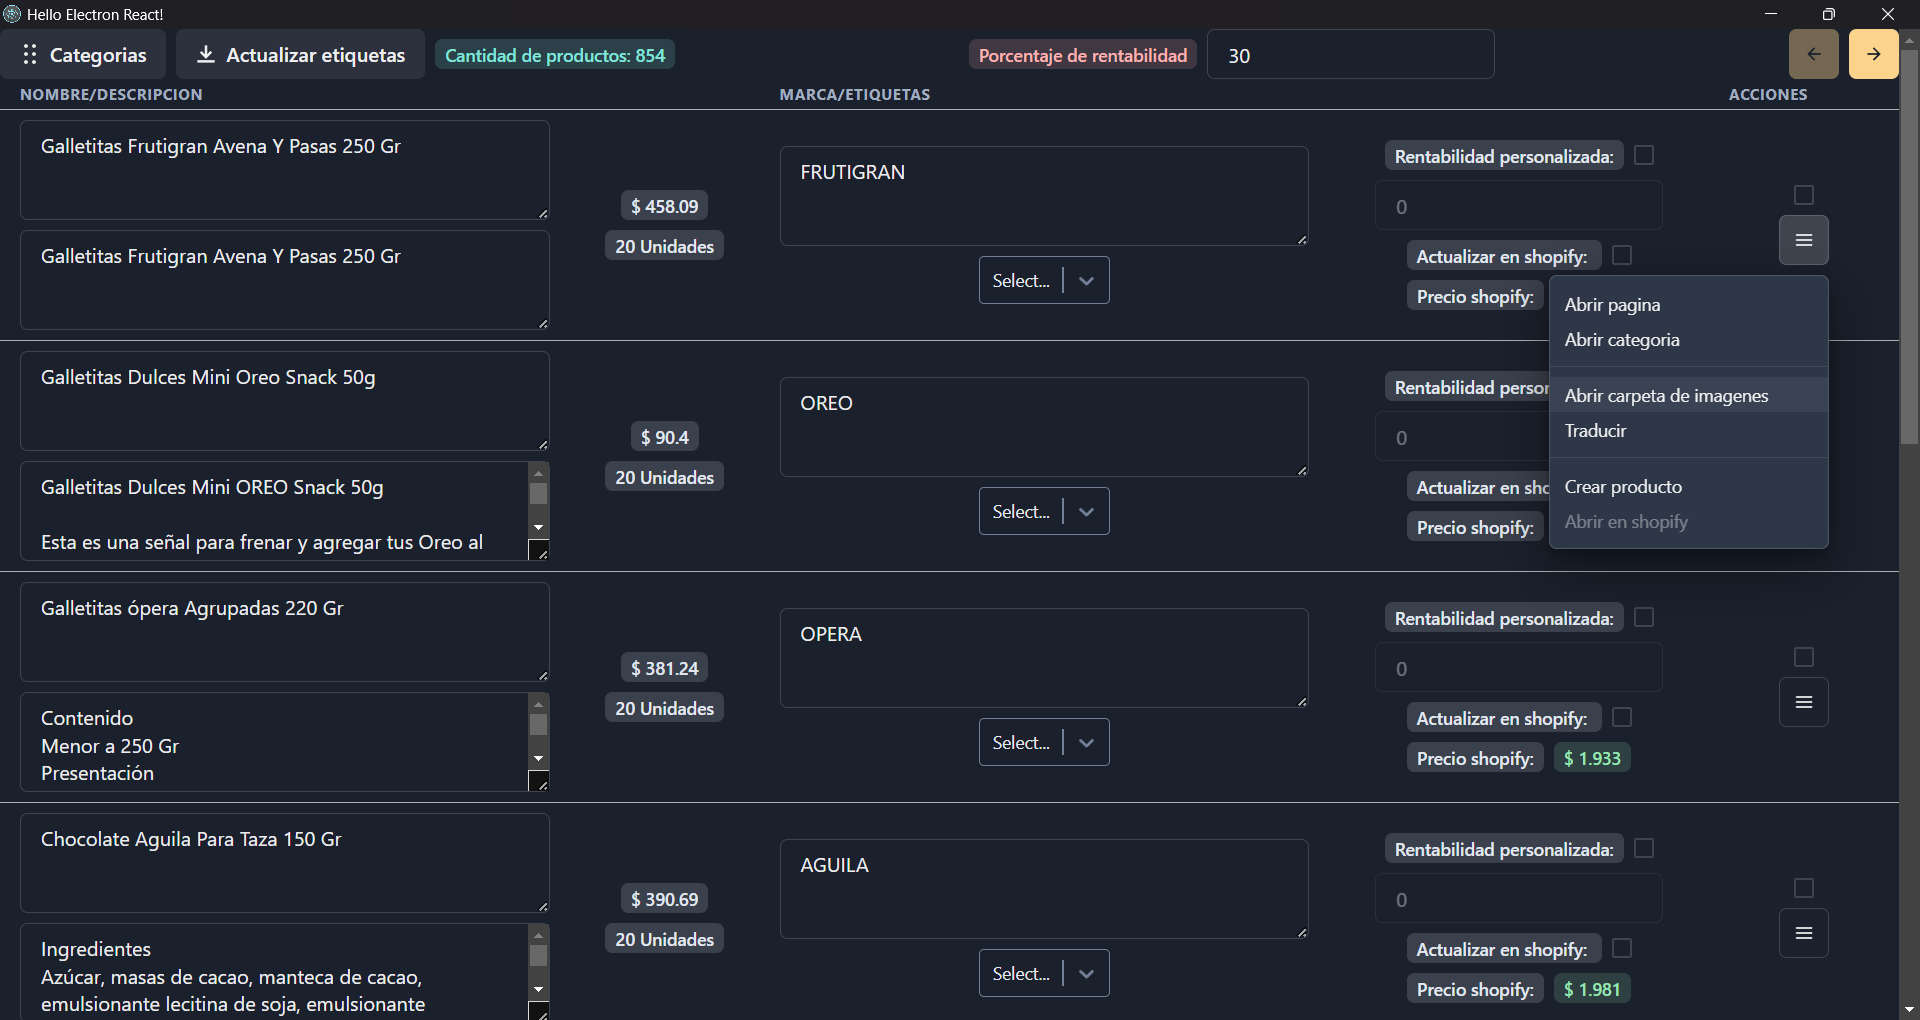 Hello Electron React!
Categorias
Actualizar etiquetas
Cantidad de productos: 854
Porcentaje de rentabilidad
30
NOMBRE/DESCRIPCION
MARCA/ETIQUETAS
ACCIONES
Galletitas Frutigran Avena Y Pasas 250 Gr
Galletitas Frutigran Avena Y Pasas 250 Gr
$ 458.09
20 Unidades
FRUTIGRAN
Select...
Rentabilidad personalizada:
0
Actualizar en shopify:
Precio shopify:
Abrir pagina
Abrir categoria
Abrir carpeta de imagenes
Traducir
Crear producto
Abrir en shopify
Galletitas Dulces Mini Oreo Snack 50g
Galletitas Dulces Mini OREO Snack 50g
Esta es una señal para frenar y agregar tus Oreo al
$ 90.4
20 Unidades
OREO
Select...
Rentabilidad perso
0
Actualizar en sh
Precio shopify:
Galletitas ópera Agrupadas 220 Gr
Contenido
Menor a 250 Gr
Presentación
$ 381.24
20 Unidades
OPERA
Select...
Rentabilidad personalizada:
0
Actualizar en shopify:
Precio shopify:
$ 1.933
Chocolate Aguila Para Taza 150 Gr
Ingredientes
Azúcar, masas de cacao, manteca de cacao,
emulsionante lecitina de soja, emulsionante
$ 390.69
20 Unidades
AGUILA
Select...
Rentabilidad personalizada:
0
Actualizar en shopify:
Precio shopify:
$ 1.981